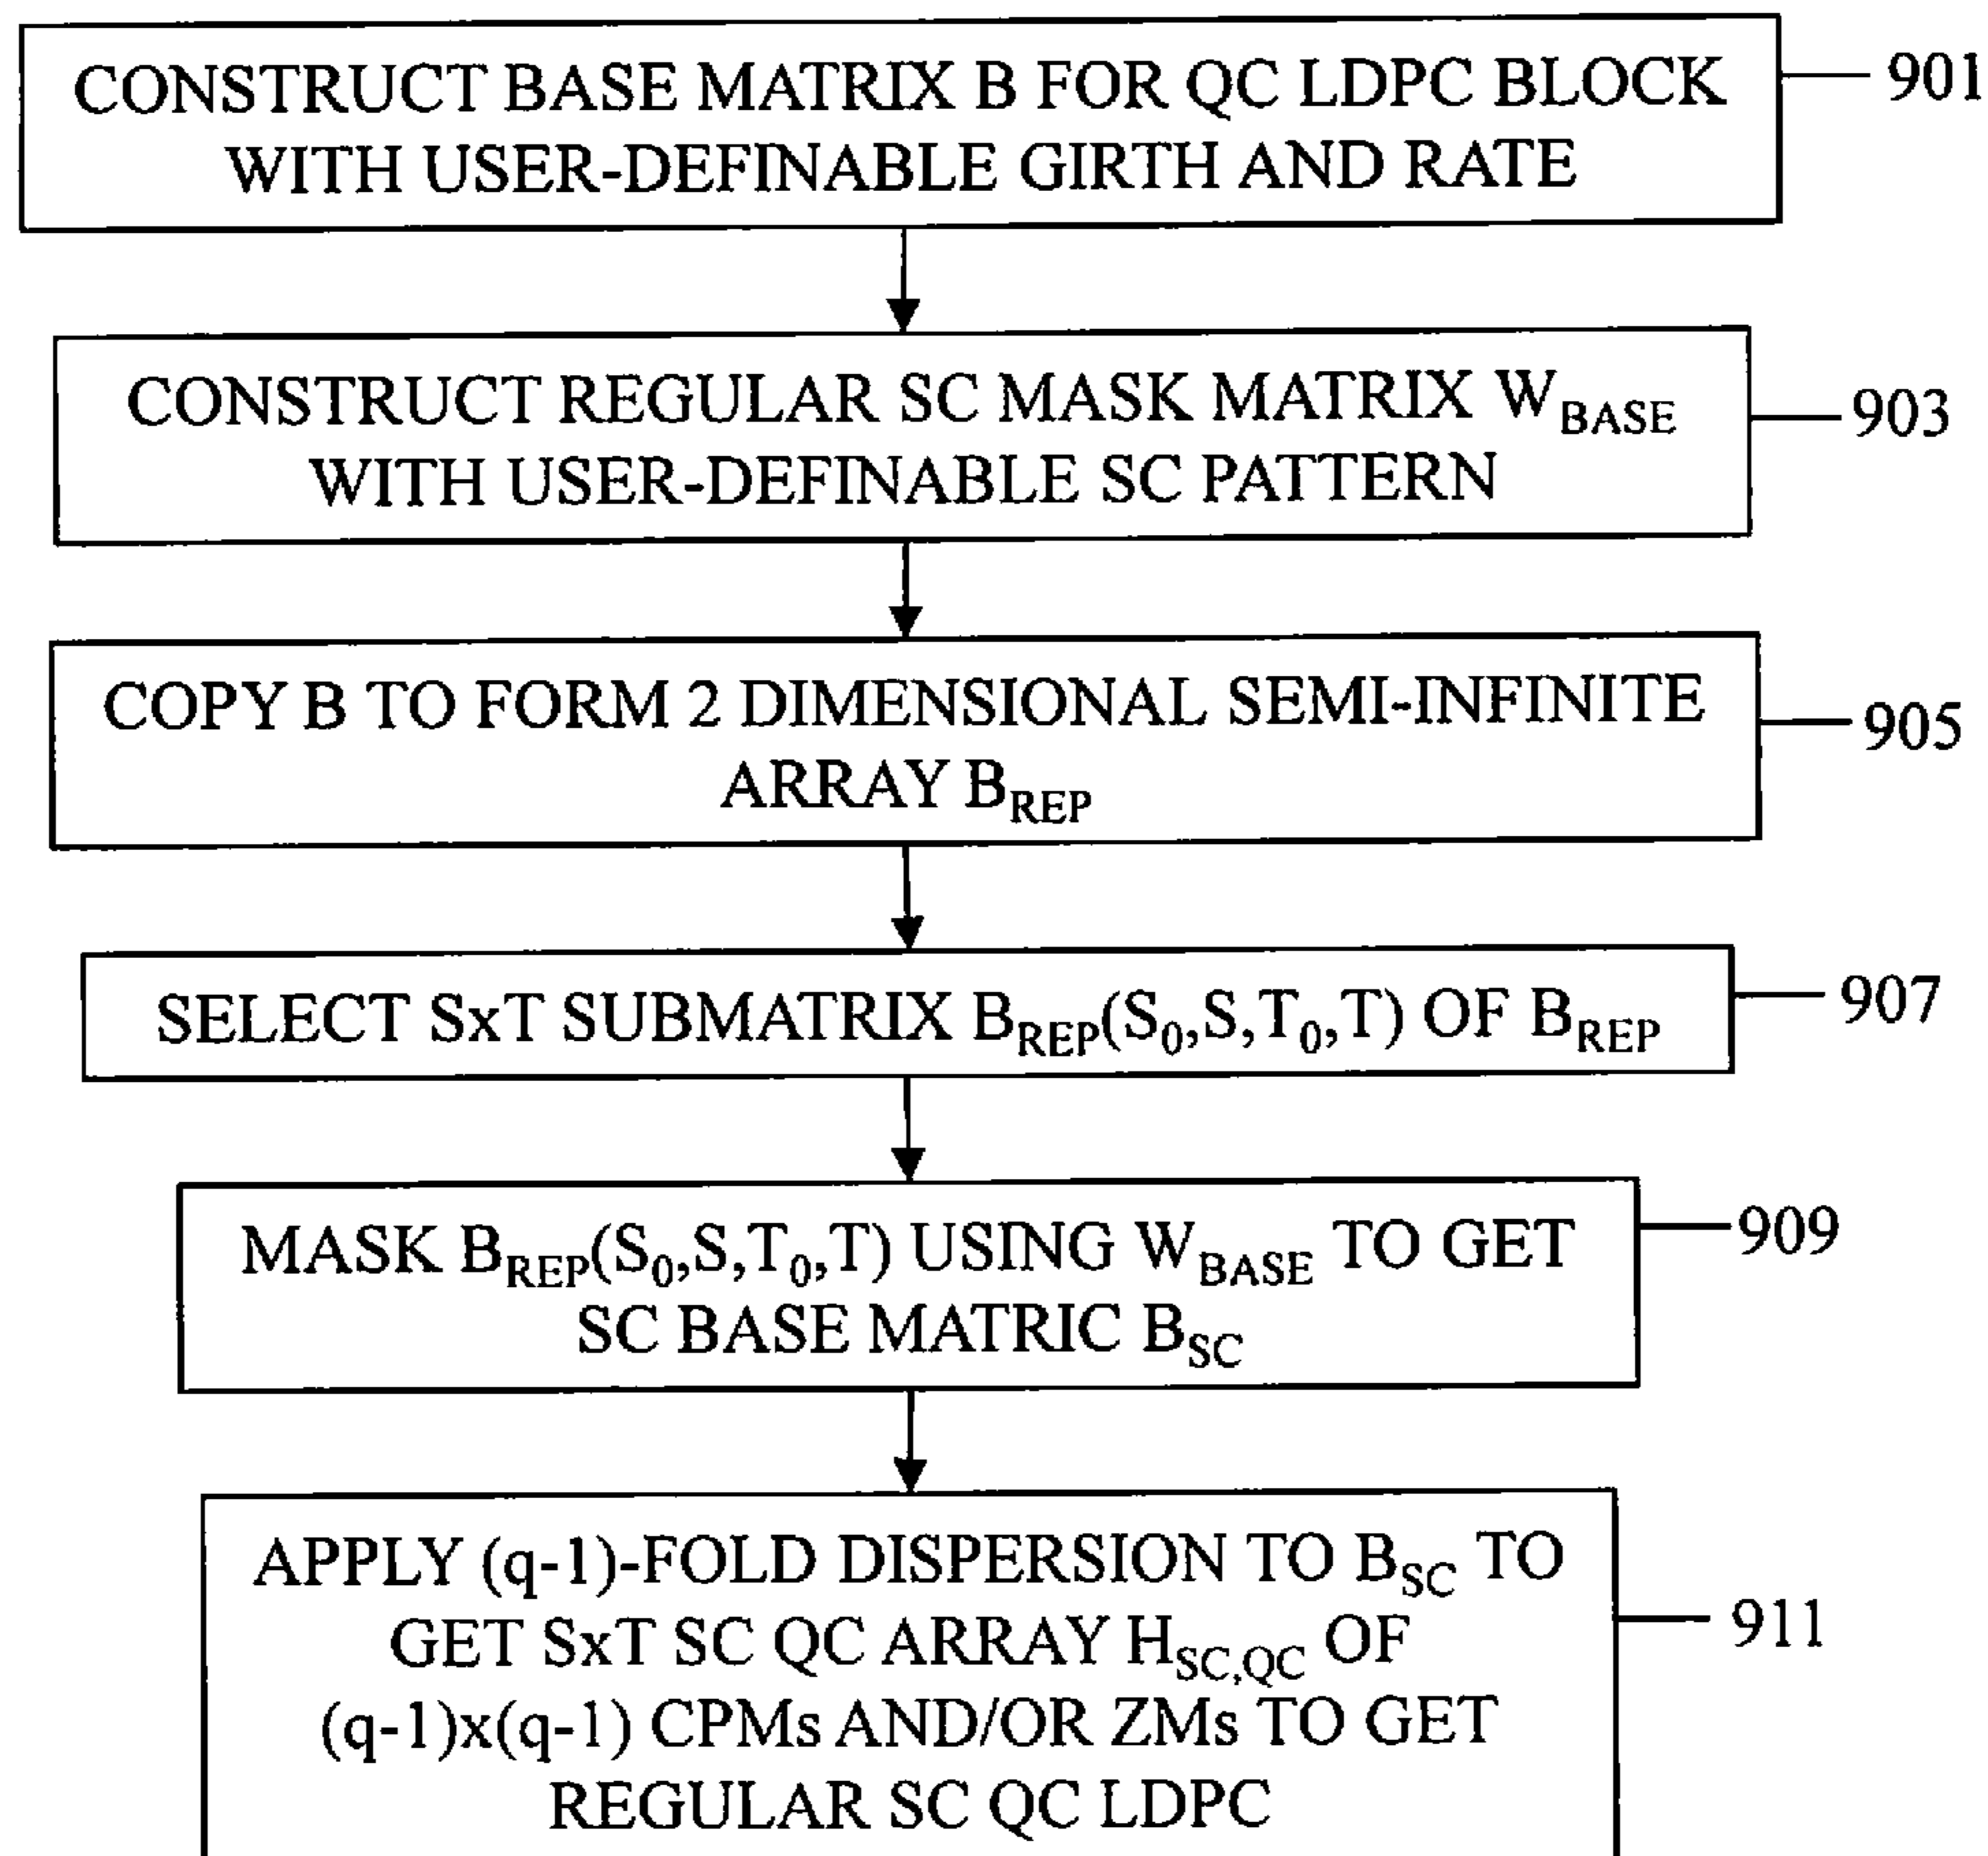 CONSTRUCT BASE MATRIX B FOR QC LDPC BLOCK
WITH USER-DEFINABLE GIRTH AND RATE
901
CONSTRUCT REGULAR SC MASK MATRIX W_BASE
WITH USER-DEFINABLE SC PATTERN
903
COPY B TO FORM 2 DIMENSIONAL SEMI-INFINITE
ARRAY B_REP
905
SELECT SxT SUBMATRIX B_REP(S_0,S,T_0,T) OF B_REP
907
MASK B_REP(S_0,S,T_0,T) USING W_BASE TO GET
SC BASE MATRIC B_SC
909
APPLY (q-1)-FOLD DISPERSION TO B_SC TO
GET SxT SC QC ARRAY H_SC,QC OF
(q-1)x(q-1) CPMs AND/OR ZMs TO GET
REGULAR SC QC LDPC
911